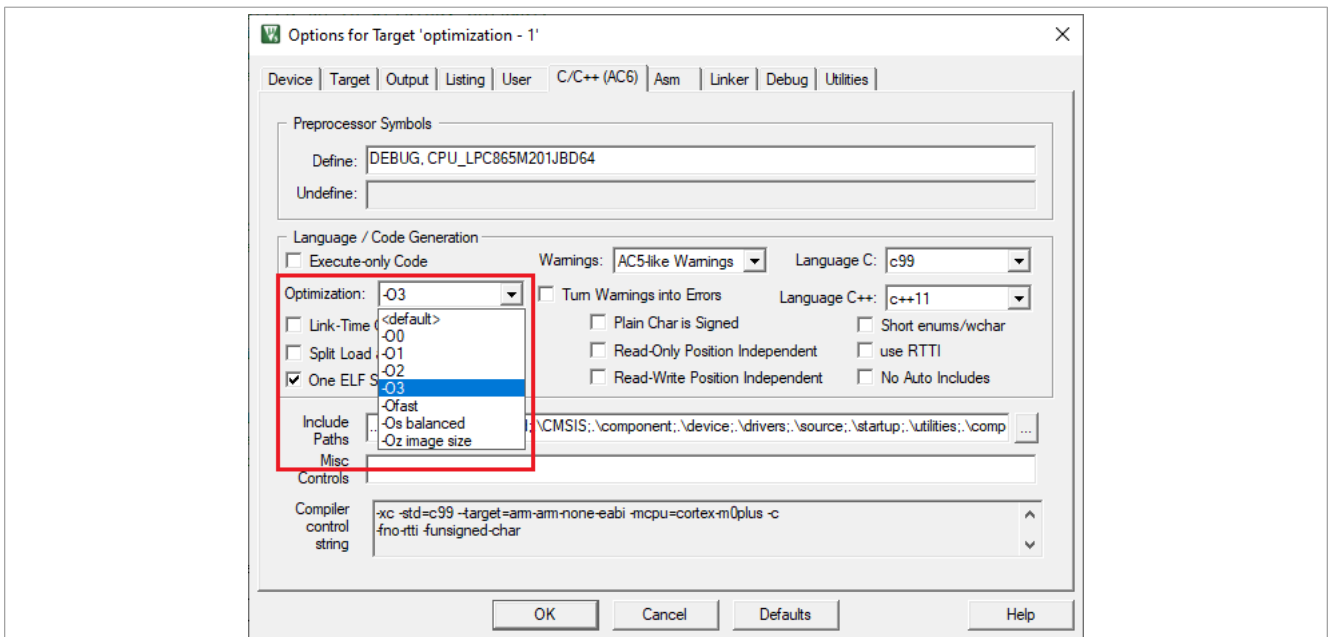 Options for Target 'optimization - 1'
Device Target Output Listing User C/C++ (AC6) Asm Linker Debug Utilities
Preprocessor Symbols
Define: DEBUG, CPU_LPC865M201JBD64
Undefine:
Language / Code Generation
Execute-only Code Warnings: AC5-like Warnings Language C: c99
Optimization: -O3 Turn Warnings into Errors Language C++: c++11
<default>
Link-Time Plain Char is Signed Short enums/wchar
-O0
Split Load -O1 Read-Only Position Independent use RTTI
-O2
One ELF S -O3 Read-Write Position Independent No Auto Includes
-Ofast
Include Paths -Os balanced \CMSIS;.\component;.\device;.\drivers;.\source;.\startup;.\utilities;.\comp ...
-Oz image size
Misc Controls
Compiler control string
-xc -std=c99 --target=arm-arm-none-eabi -mcpu=cortex-m0plus -c
-fno-rtti -funsigned-char
OK Cancel Defaults Help